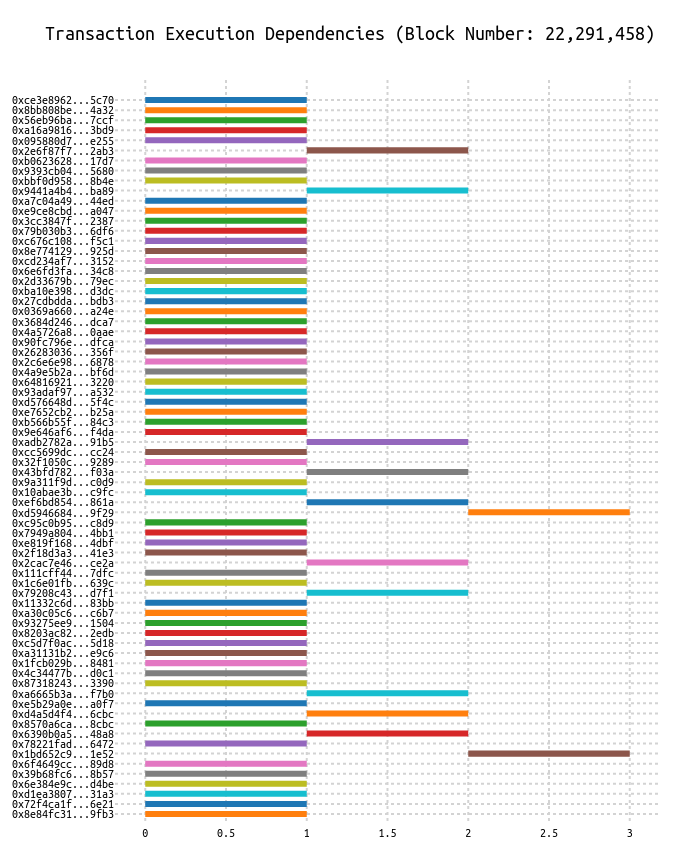 Transaction Execution Dependencies (Block Number: 22,291,458)
0xce3e8962...5c70
0x8bb808be...4a32
0x56eb96ba...7ccf
0xa16a9816...3bd9
0x095880d7...e255
0x2e6f87f7...2ab3
0xb0623628...17d7
0x9393cb04...5680
0xbbf0d958...8b4e
0x9441a4b4...ba89
0xa7c04a49...44ed
0xe9ce8cbd...a047
0x3cc3847f...2387
0x79b030b3...6df6
0xc676c108...f5c1
0x8e774129...925d
0xcd234af7...3152
0x6e6fd3fa...34c8
0x2d33679b...79ec
0xba10e398...d3dc
0x27cdbdda...bdb3
0x0369a660...a24e
0x3684d246...dca7
0x4a5726a8...0aae
0x90fc796e...dfca
0x26283036...356f
0x2c6e6e98...6878
0x4a9e5b2a...bf6d
0x64816921...3220
0x93adaf97...a532
0xd576648d...5f4c
0xe7652cb2...b25a
0xb566b55f...84c3
0x9e646af6...f4da
0xadb2782a...91b5
0xcc5699dc...cc24
0x32f1050c...9289
0x43bfd782...f03a
0x9a311f9d...c0d9
0x10abae3b...c9fc
0xef6bd854...861a
0xd5946684...9f29
0xc95c0b95...c8d9
0x7949a804...4bb1
0xe819f168...4dbf
0x2f18d3a3...41e3
0x2cac7e46...ce2a
0x111cff44...7dfc
0x1c6e01fb...639c
0x79208c43...d7f1
0x11332c6d...83bb
0xa30c05c6...c6b7
0x93275ee9...1504
0x8203ac82...2edb
0xc5d7f0ac...5d18
0xa31131b2...e9c6
0x1fcb029b...8481
0x4c34477b...d0c1
0x87318243...3390
0xa6665b3a...f7b0
0xe5b29a0e...a0f7
0xd4a5d4f4...6cbc
0x8570a6ca...8cbc
0x6390b0a5...48a8
0x78221fad...6472
0x1bd652c9...1e52
0x6f4649cc...89d8
0x39b68fc6...8b57
0x6e384e9c...d4be
0xd1ea3807...31a3
0x72f4ca1f...6e21
0x8e84fc31...9fb3
0 0.5 1 1.5 2 2.5 3